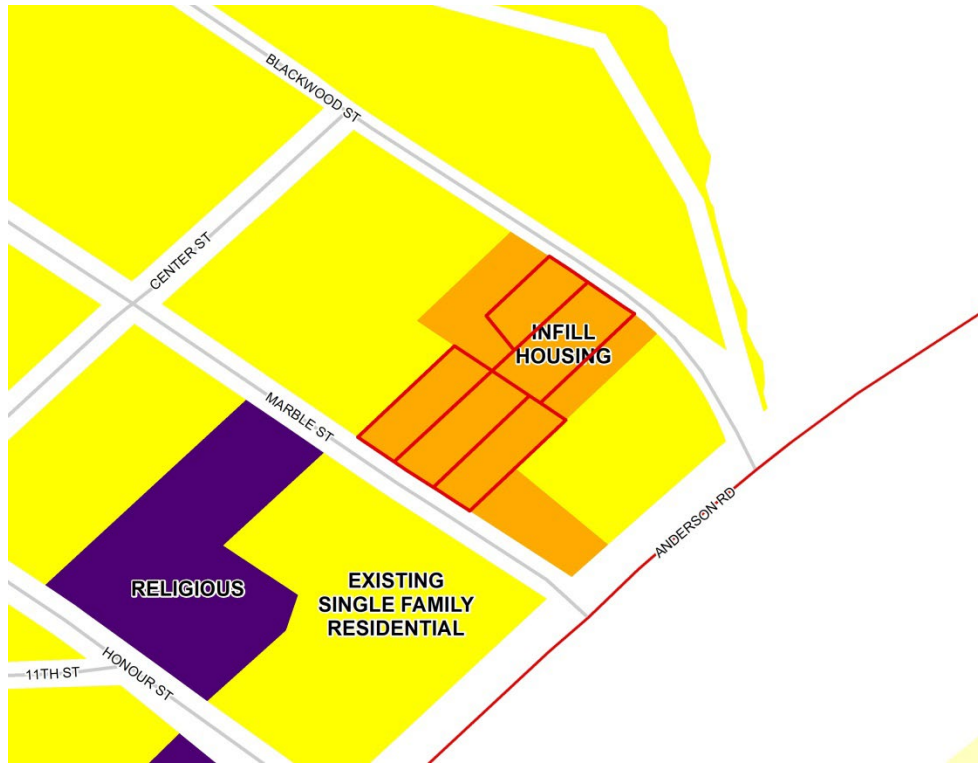 BLACKWOOD ST
CENTER ST
INFILL
HOUSING
MARBLE ST
ANDERSON RD
RELIGIOUS
EXISTING
SINGLE FAMILY
RESIDENTIAL
HONOUR ST
11TH ST